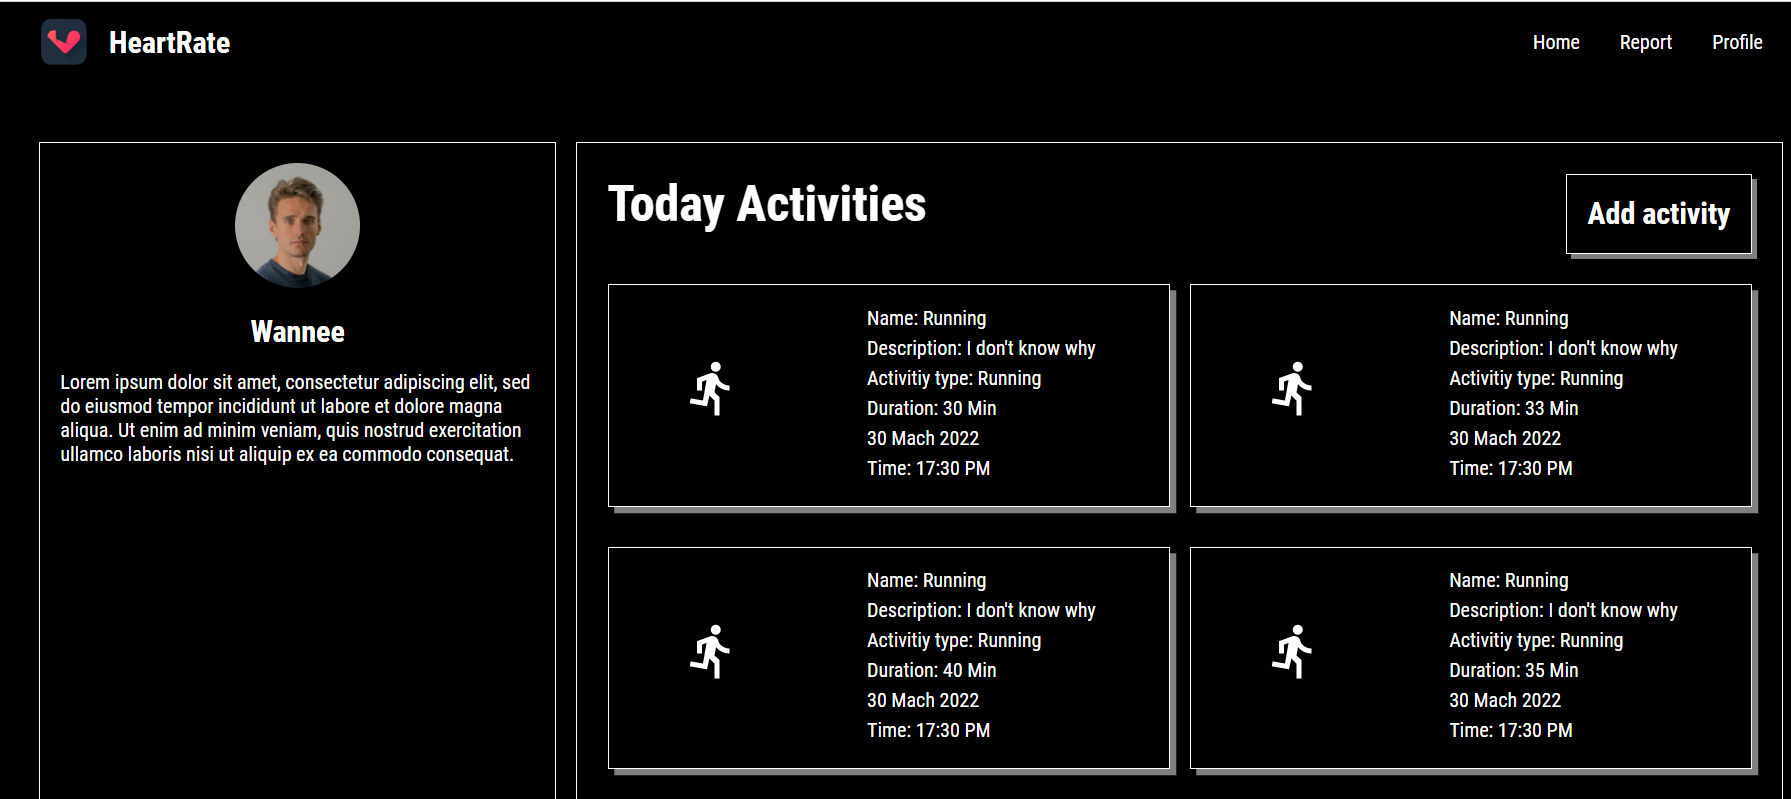 HeartRate
Home
Report
Profile
Wannee
Lorem ipsum dolor sit amet, consectetur adipiscing elit, sed
do eiusmod tempor incididunt ut labore et dolore magna
aliqua. Ut enim ad minim veniam, quis nostrud exercitation
ullamco laboris nisi ut aliquip ex ea commodo consequat.
Today Activities
Add activity
Name: Running
Description: I don't know why
Activitiy type: Running
Duration: 30 Min
30 Mach 2022
Time: 17:30 PM
Name: Running
Description: I don't know why
Activitiy type: Running
Duration: 33 Min
30 Mach 2022
Time: 17:30 PM
Name: Running
Description: I don't know why
Activitiy type: Running
Duration: 40 Min
30 Mach 2022
Time: 17:30 PM
Name: Running
Description: I don't know why
Activitiy type: Running
Duration: 35 Min
30 Mach 2022
Time: 17:30 PM